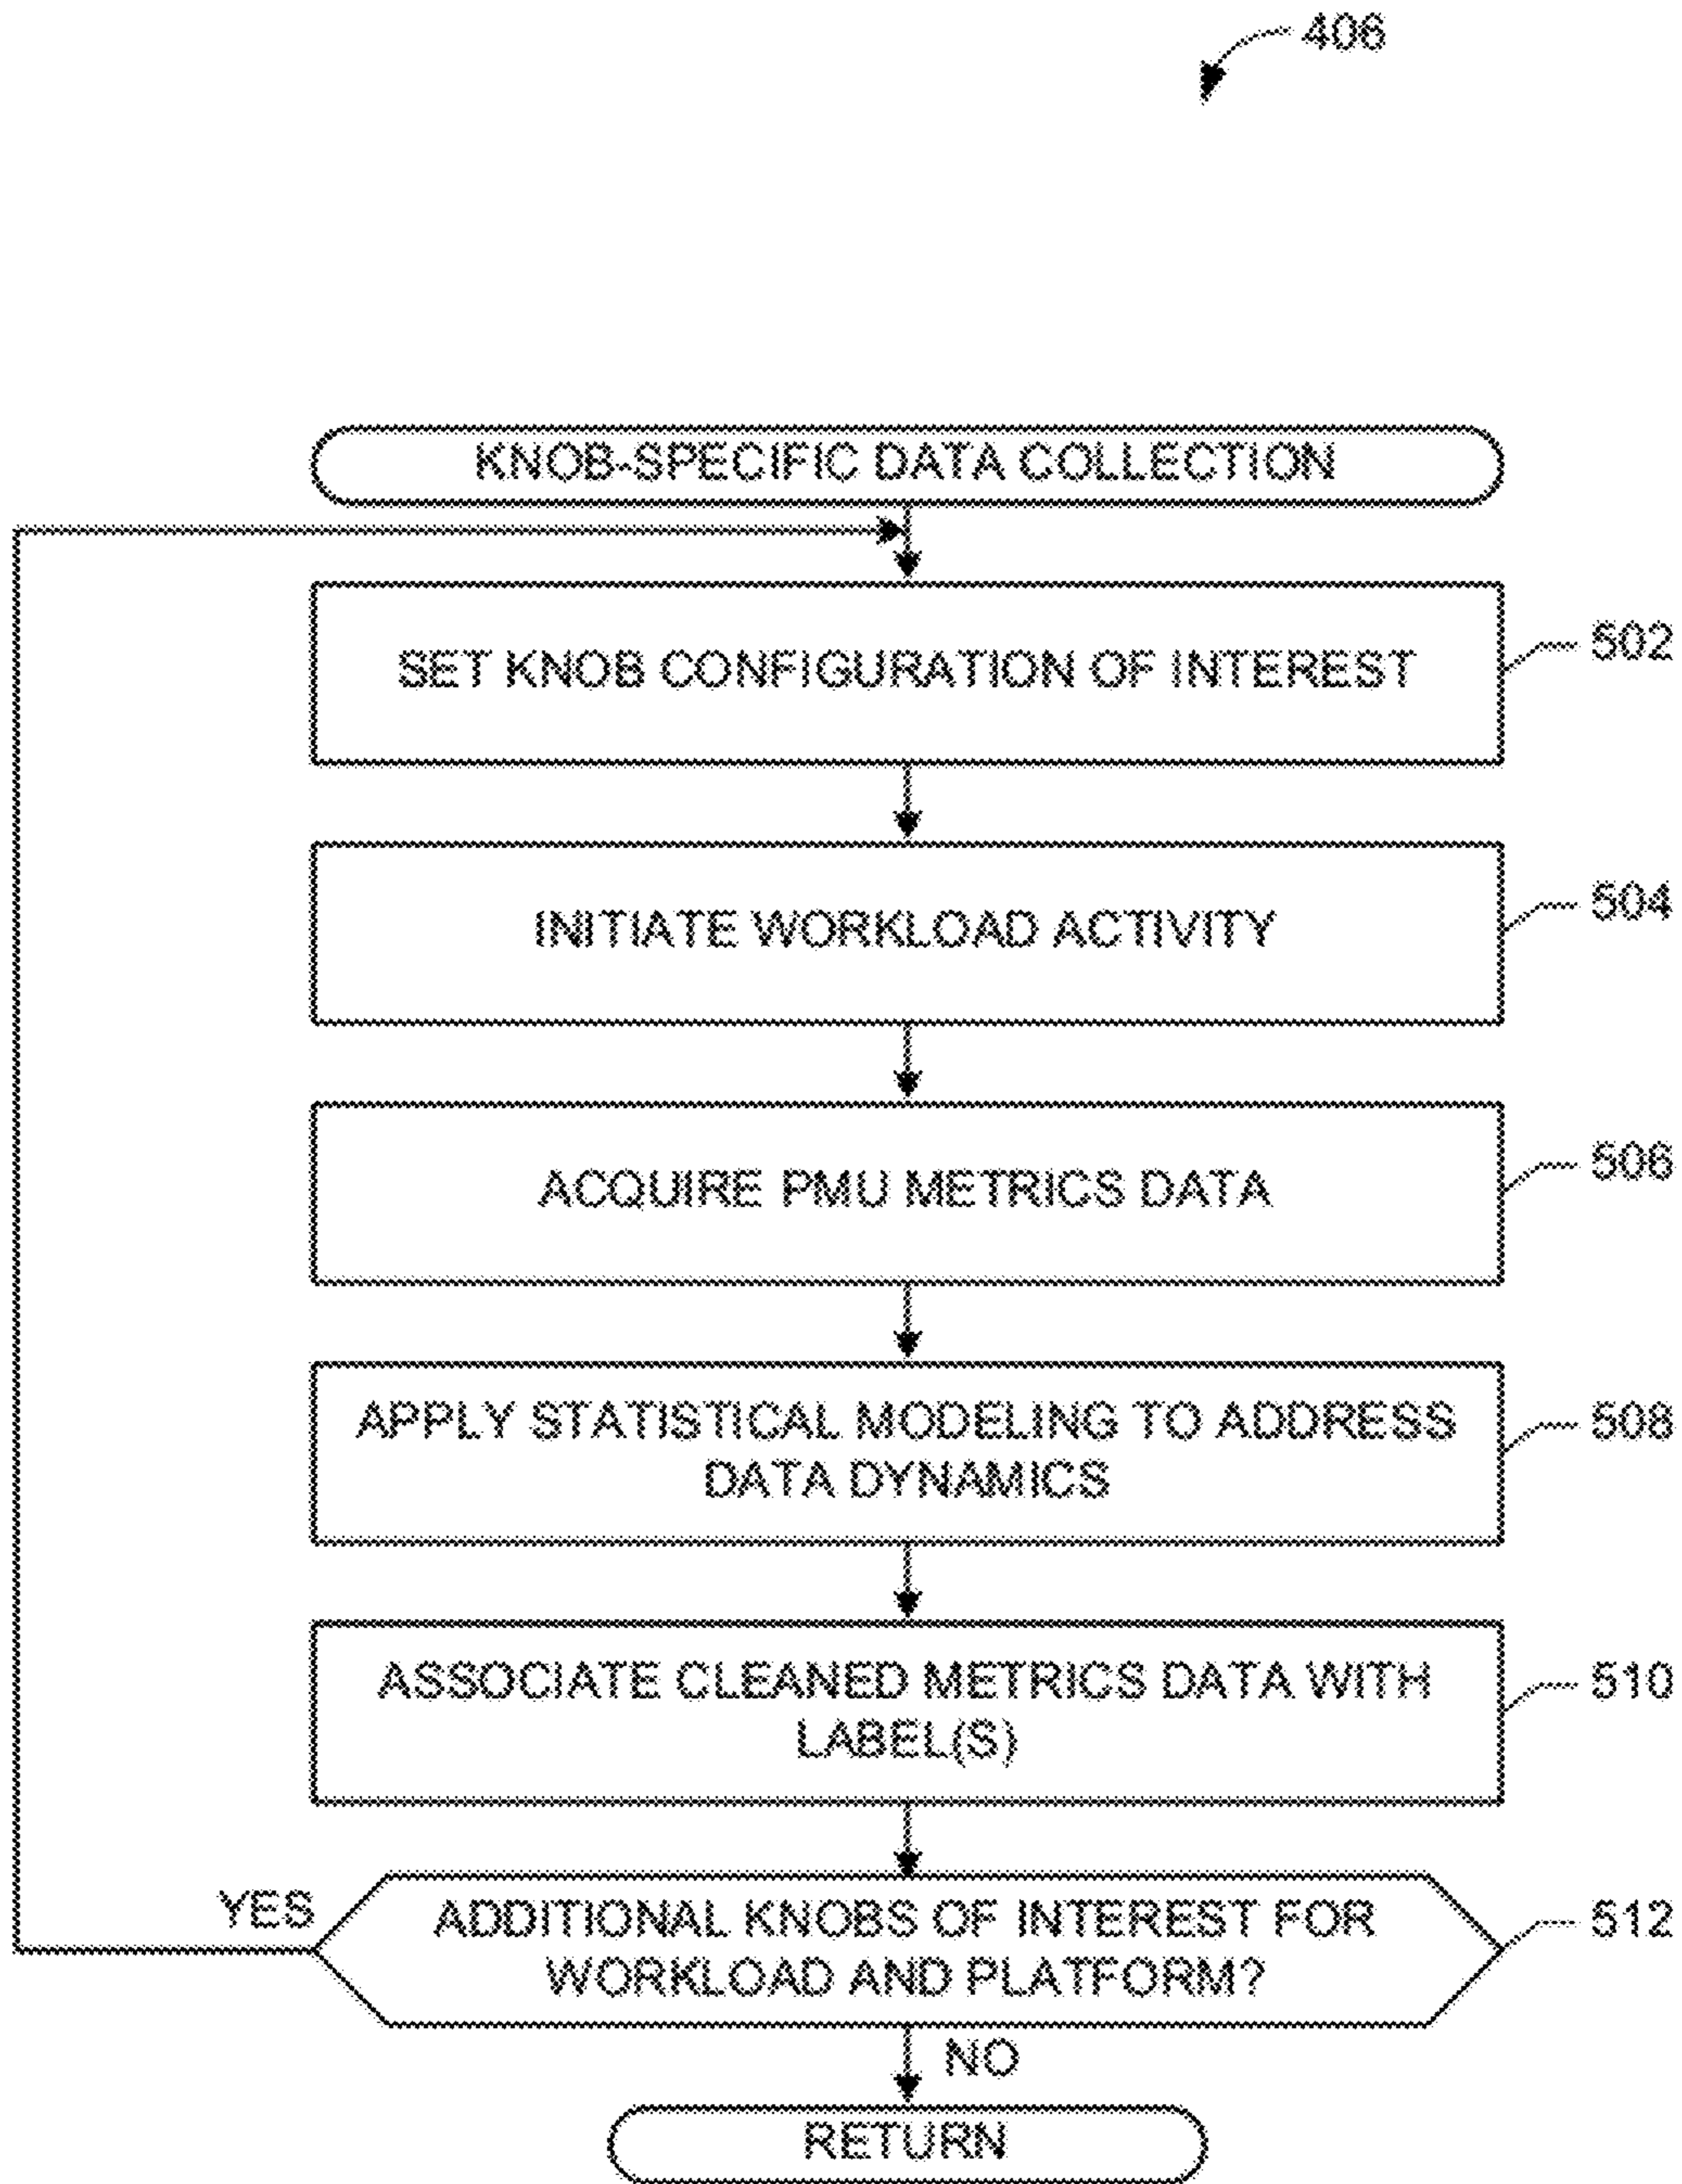 406
KNOB-SPECIFIC DATA COLLECTION
SET KNOB CONFIGURATION OF INTEREST
502
INITIATE WORKLOAD ACTIVITY
504
ACQUIRE PMU METRICS DATA
506
APPLY STATISTICAL MODELING TO ADDRESS
DATA DYNAMICS
508
ASSOCIATE CLEANED METRICS DATA WITH
LABEL(S)
510
YES
ADDITIONAL KNOBS OF INTEREST FOR
WORKLOAD AND PLATFORM?
512
NO
RETURN